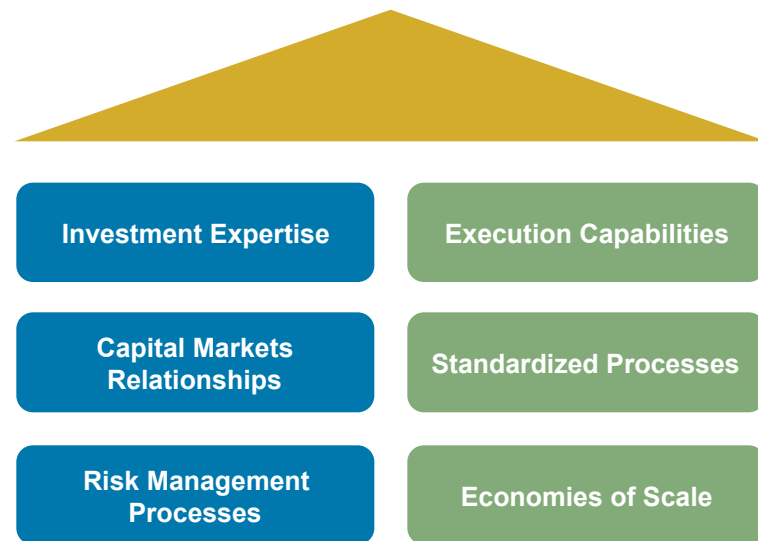 Investment Expertise
Execution Capabilities
Capital Markets
Relationships
Standardized Processes
Risk Management
Processes
Economies of Scale